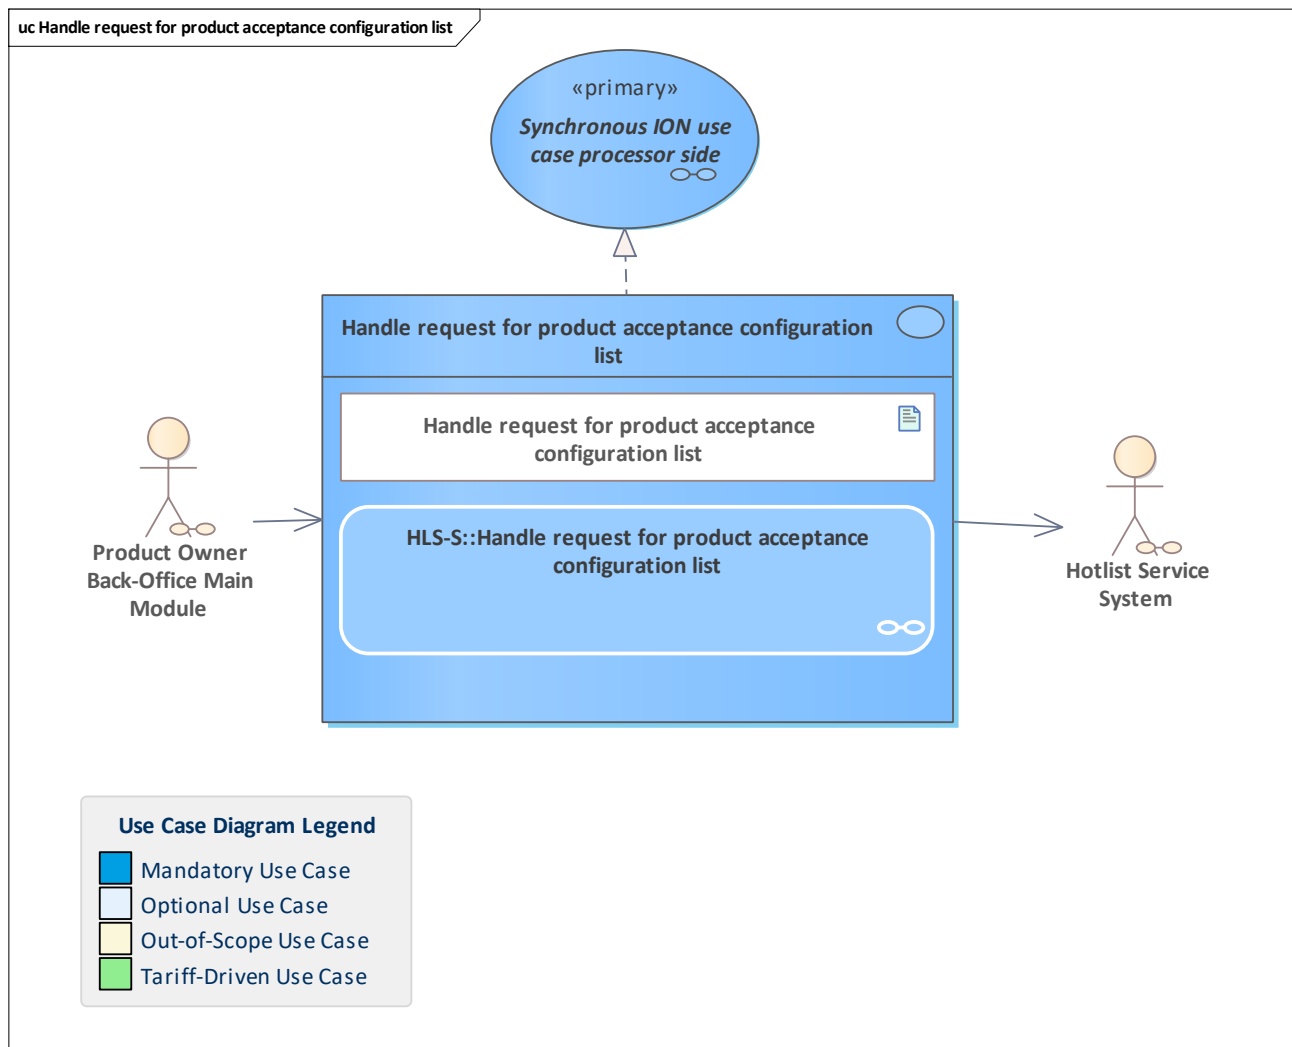 uc Handle request for product acceptance configuration list
«primary»
Synchronous ION use
case processor side
Handle request for product acceptance configuration
list
Handle request for product acceptance
configuration list
HLS-S::Handle request for product acceptance
configuration list
Product Owner
Back-Office Main
Module
Hotlist Service
System
Use Case Diagram Legend
Mandatory Use Case
Optional Use Case
Out-of-Scope Use Case
Tariff-Driven Use Case